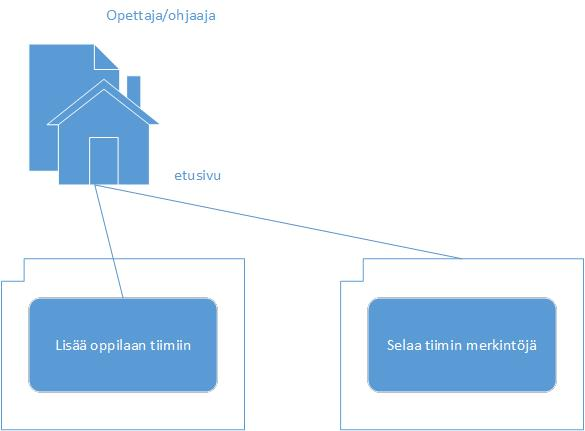 Opettaja/ohjaaja
etusivu
Lisää oppilaan tiimiin
Selaa tiimin merkintöjä